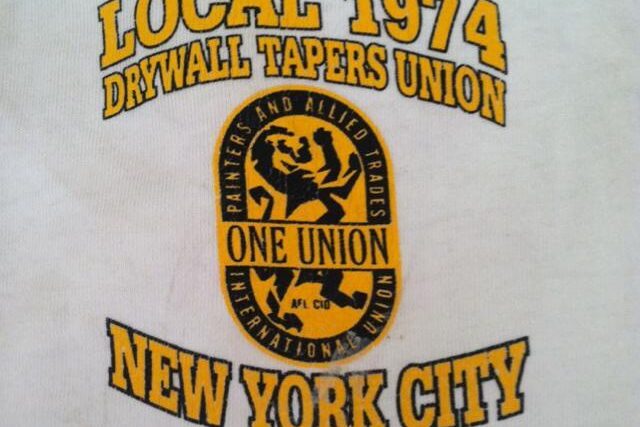 LOCAL 1974
DRYWALL TAPERS UNION
PAINTERS AND ALLIED TRADES
ONE UNION
AFL CIO
INTERNATIONAL UNION
NEW YORK CITY